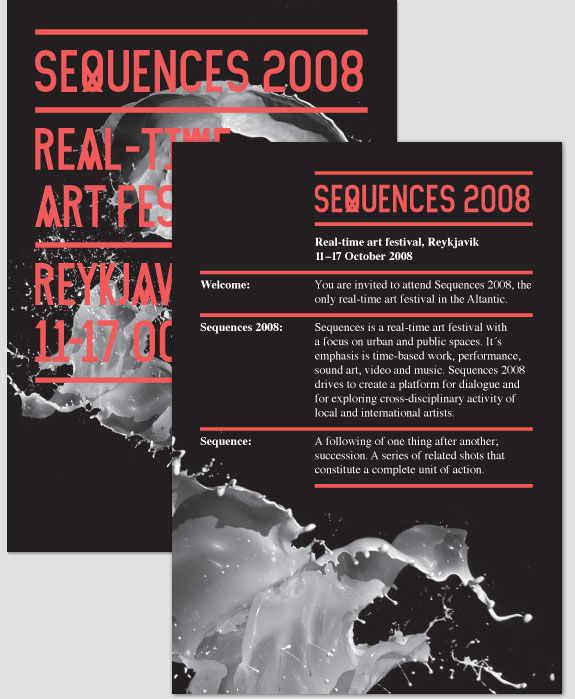 SEQUENCES 2008
REAL-TIME
ART FES
REYKJAV
11-17 OC
SEQUENCES 2008
Real-time art festival, Reykjavik
11–17 October 2008
Welcome:
You are invited to attend Sequences 2008, the
only real-time art festival in the Altantic.
Sequences 2008:
Sequences is a real-time art festival with
a focus on urban and public spaces. It´s
emphasis is time-based work, performance,
sound art, video and music. Sequences 2008
drives to create a platform for dialogue and
for exploring cross-disciplinary activity of
local and international artists.
Sequence:
A following of one thing after another;
succession. A series of related shots that
constitute a complete unit of action.